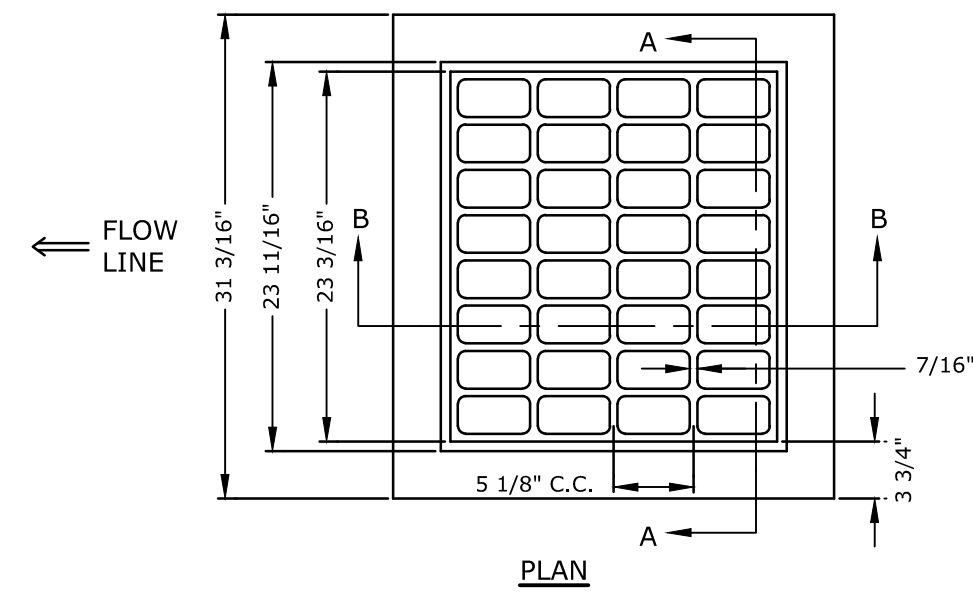 A
FLOW
LINE
31 3/16"
23 11/16"
23 3/16"
B
B
7/16"
3 3/4"
5 1/8" C.C.
A
PLAN